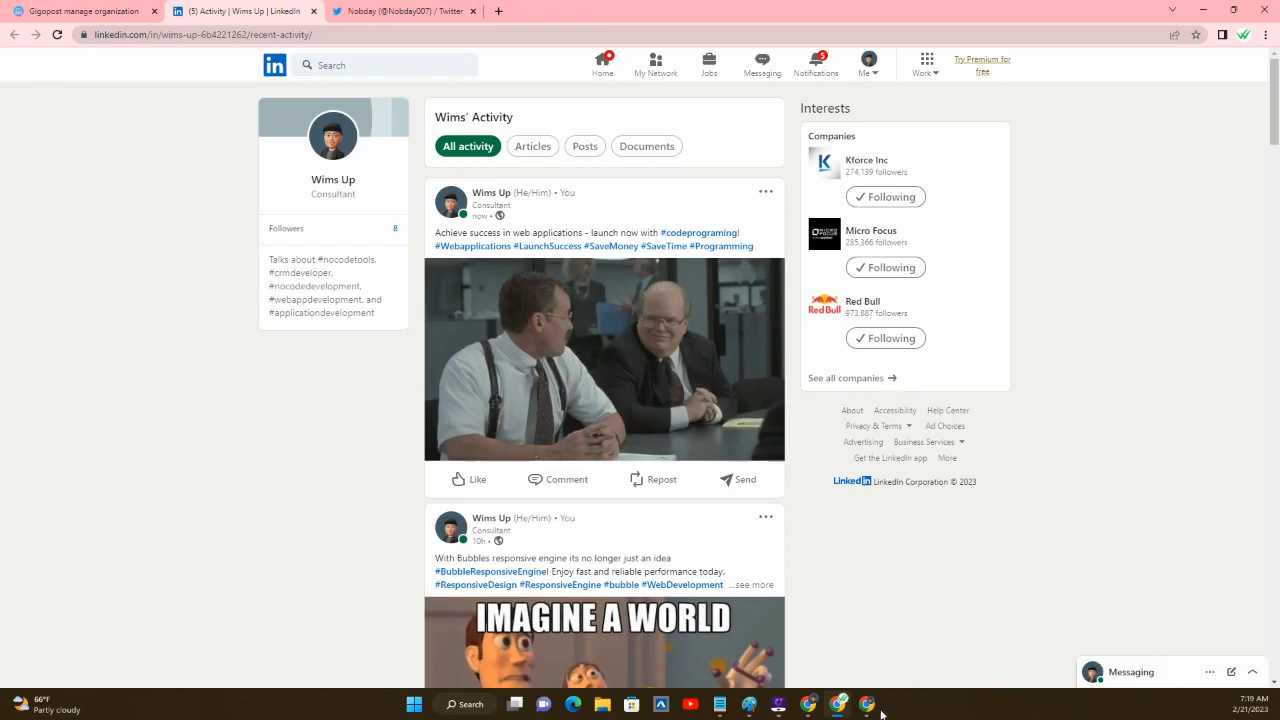 Gigopost manage organization
(5) Activity | Wims Up | LinkedIn
Nobday (@Nobday007) / Twitter
linkedin.com/in/wims-up-6b4221262/recent-activity/
in
Search
Home
My Network
Jobs
Messaging
5
Notifications
Me
Work
Try Premium for
free
Wims Up
Consultant
Followers 8
Talks about #nocodetools,
#crmdeveloper,
#nocodedevelopment,
#webappdevelopment, and
#applicationdevelopment
Wims' Activity
All activity
Articles
Posts
Documents
Wims Up (He/Him) • You
Consultant
now •
Achieve success in web applications - launch now with #codeprograming!
#Webapplications #LaunchSuccess #SaveMoney #SaveTime #Programming
Like
Comment
Repost
Send
Wims Up (He/Him) • You
Consultant
10h •
With Bubbles responsive engine its no longer just an idea
#BubbleResponsiveEngine! Enjoy fast and reliable performance today.
#ResponsiveDesign #ResponsiveEngine #bubble #WebDevelopment ...see more
IMAGINE A WORLD
Interests
Companies
Kforce Inc
274,139 followers
Following
Micro Focus
285,366 followers
Following
Red Bull
Red Bull
973,887 followers
Following
See all companies
About Accessibility Help Center
Privacy & Terms Ad Choices
Advertising Business Services
Get the LinkedIn app More
LinkedIn LinkedIn Corporation © 2023
Messaging
66°F
Partly cloudy
Search
7:19 AM
2/21/2023